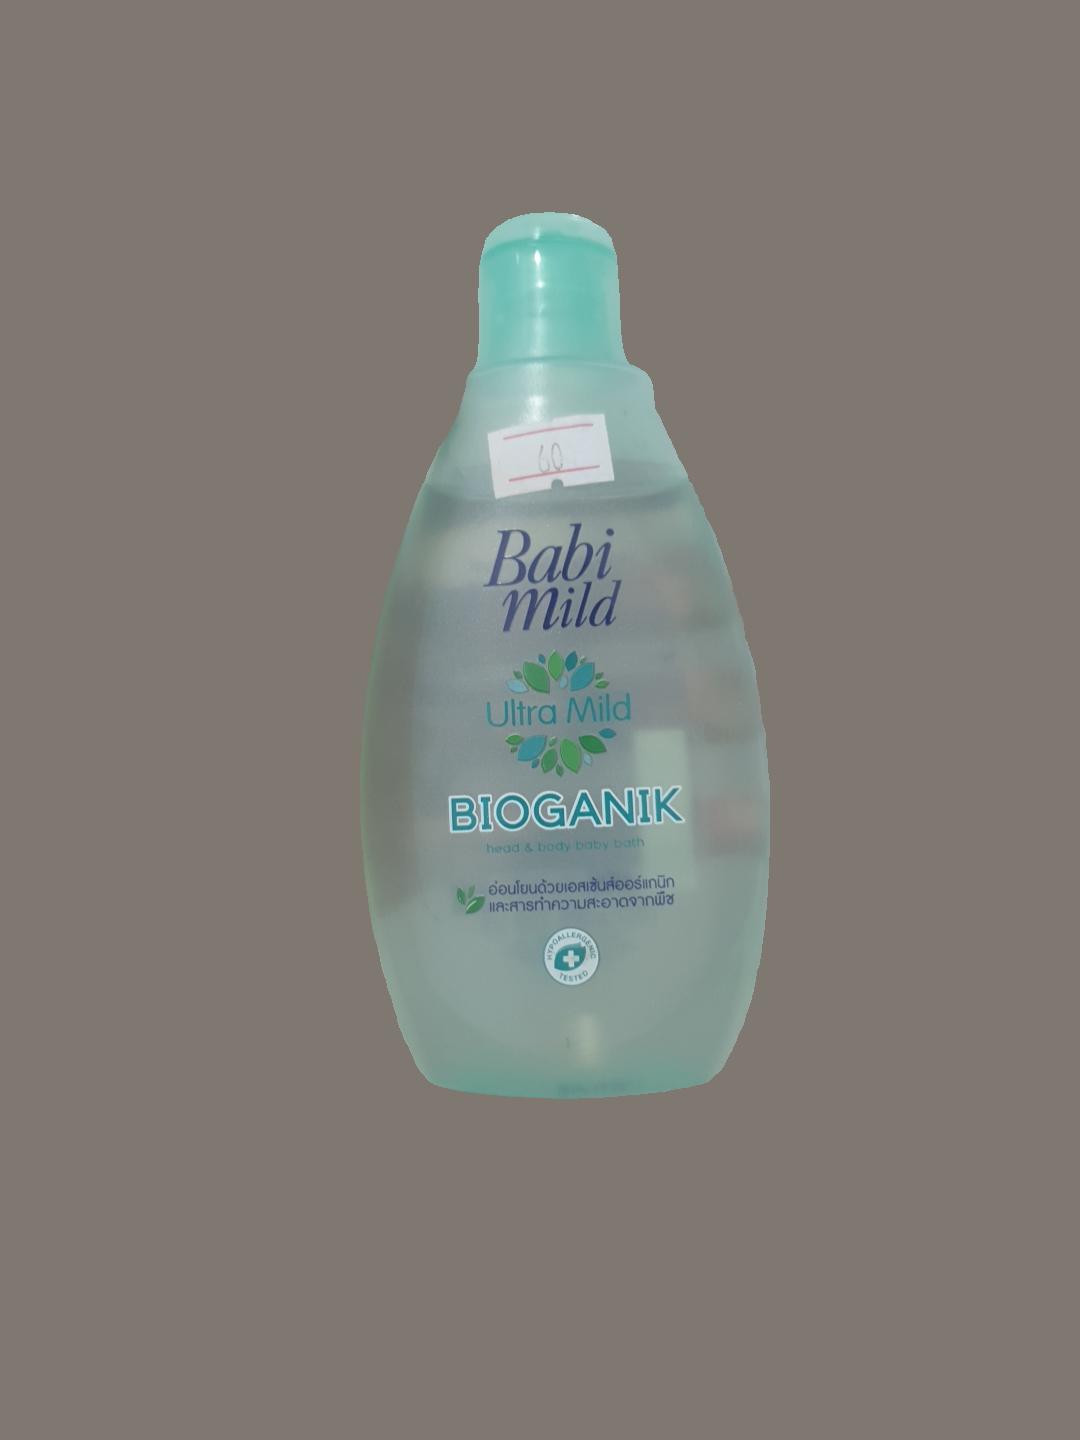 60
Babi
Mild
Ultra Mild
BIOGANIK
head & body baby bath
อ่อนโยนด้วยเอสเซ้นส์ออร์แกนิก
และสารทำความสะอาดจากพืช
HYPOALLERGENIC
TESTED